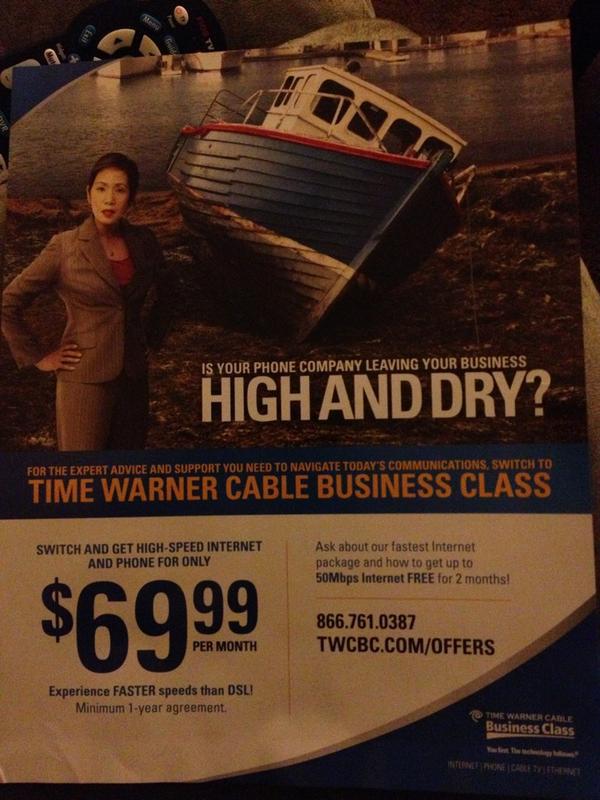 IS YOUR PHONE COMPANY LEAVING YOUR BUSINESS
HIGH AND DRY?
FOR THE EXPERT ADVICE AND SUPPORT YOU NEED TO NAVIGATE TODAY'S COMMUNICATIONS, SWITCH TO
TIME WARNER CABLE BUSINESS CLASS
SWITCH AND GET HIGH-SPEED INTERNET
AND PHONE FOR ONLY
$69.99
PER MONTH
Experience FASTER speeds than DSL!
Minimum 1-year agreement.
Ask about our fastest Internet
package and how to get up to
50Mbps Internet FREE for 2 months!
866.761.0387
TWCBC.COM/OFFERS
TIME WARNER CABLE
Business Class
You first. The technology follows.®
INTERNET | PHONE | CABLE TV | ETHERNET